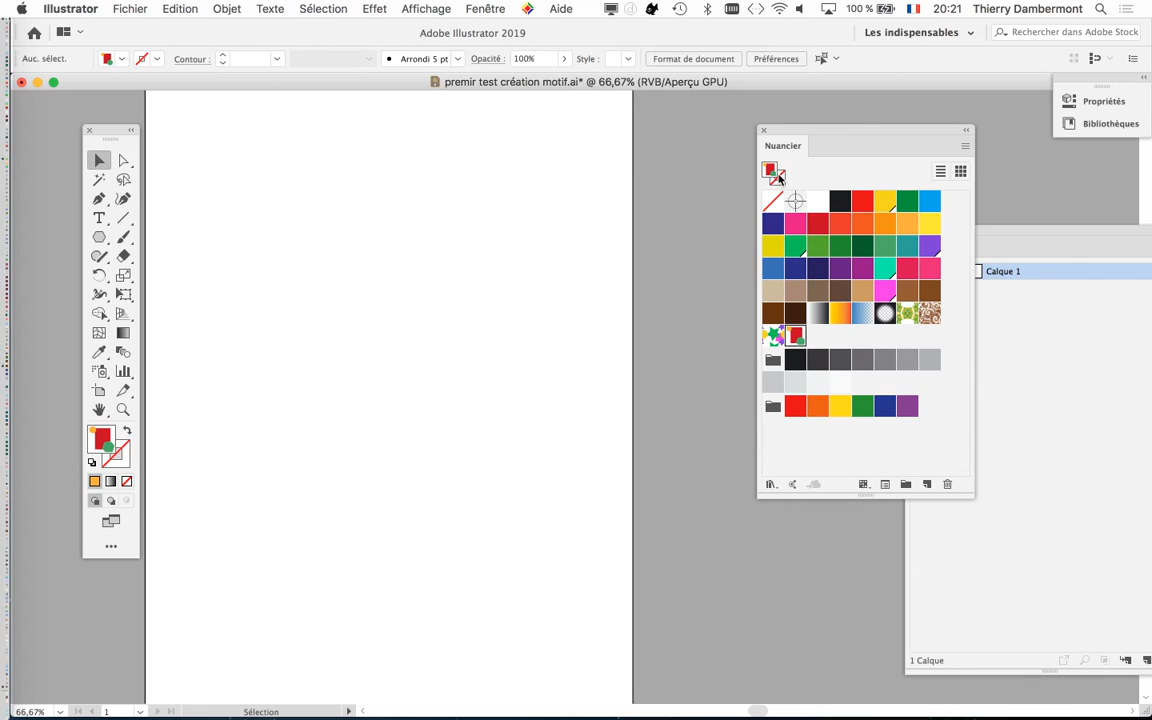 Illustrator Fichier Edition Objet Texte Sélection Effet Affichage Fenêtre Aide 100 % 20:21 Thierry Dambermont
Adobe Illustrator 2019 Les indispensables Rechercher dans Adobe Stock
Auc. sélect. Contour : Arrondi 5 pt Opacité : 100% Style : Format de document Préférences
premir test création motif.ai* @ 66,67% (RVB/Aperçu GPU)
Propriétés
Bibliothèques
Nuancier
Calque 1
1 Calque
66,67% 1 Sélection